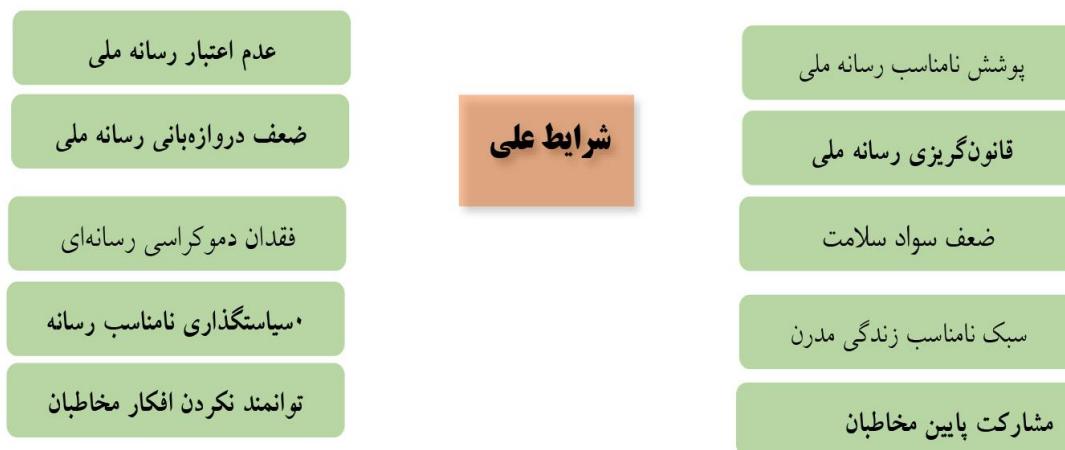 پوشش نامناسب رسانه ملی
قانون‌گریزی رسانه ملی
ضعف سواد سلامت
سبک نامناسب زندگی مدرن
مشارکت پایین مخاطبان
شرایط علی
عدم اعتبار رسانه ملی
ضعف دروازه‌بانی رسانه ملی
فقدان دموکراسی رسانه‌ای
۰سیاستگذاری نامناسب رسانه
توانمند نکردن افکار مخاطبان